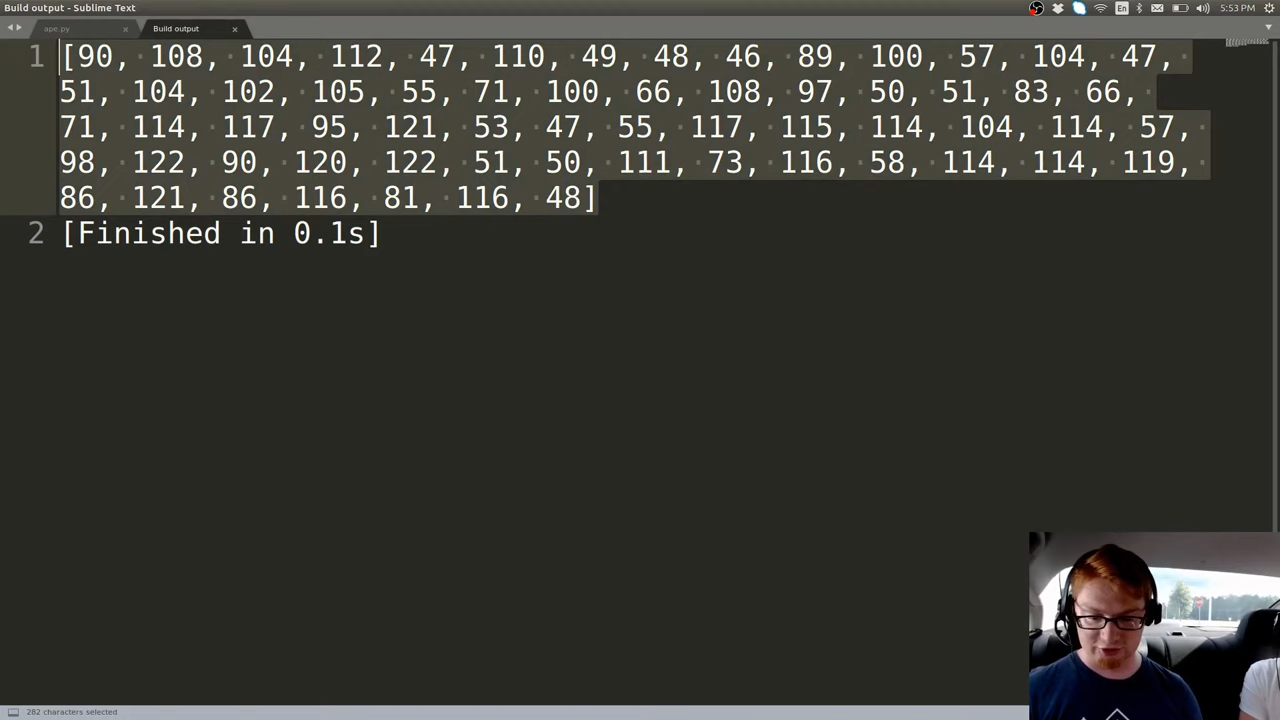 Build output - Sublime Text
En
5:53 PM
ape.py
Build output
1 [90, 108, 104, 112, 47, 110, 49, 48, 46, 89, 100, 57, 104, 47,
51, 104, 102, 105, 55, 71, 100, 66, 108, 97, 50, 51, 83, 66,
71, 114, 117, 95, 121, 53, 47, 55, 117, 115, 114, 104, 114, 57,
98, 122, 90, 120, 122, 51, 50, 111, 73, 116, 58, 114, 114, 119,
86, 121, 86, 116, 81, 116, 48]
2 [Finished in 0.1s]
282 characters selected